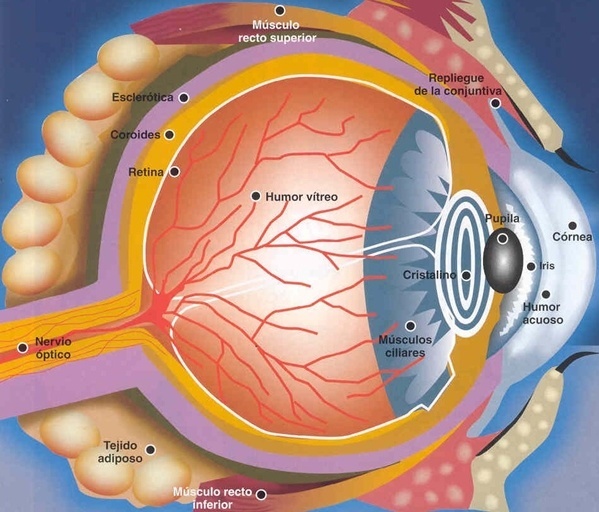 Músculo
recto superior
Repliegue
de la conjuntiva
Esclerótica
Coroides
Retina
Humor vítreo
Pupila
Córnea
Cristalino
Iris
Humor
acuoso
Músculos
ciliares
Nervio
óptico
Tejido
adiposo
Músculo recto
inferior